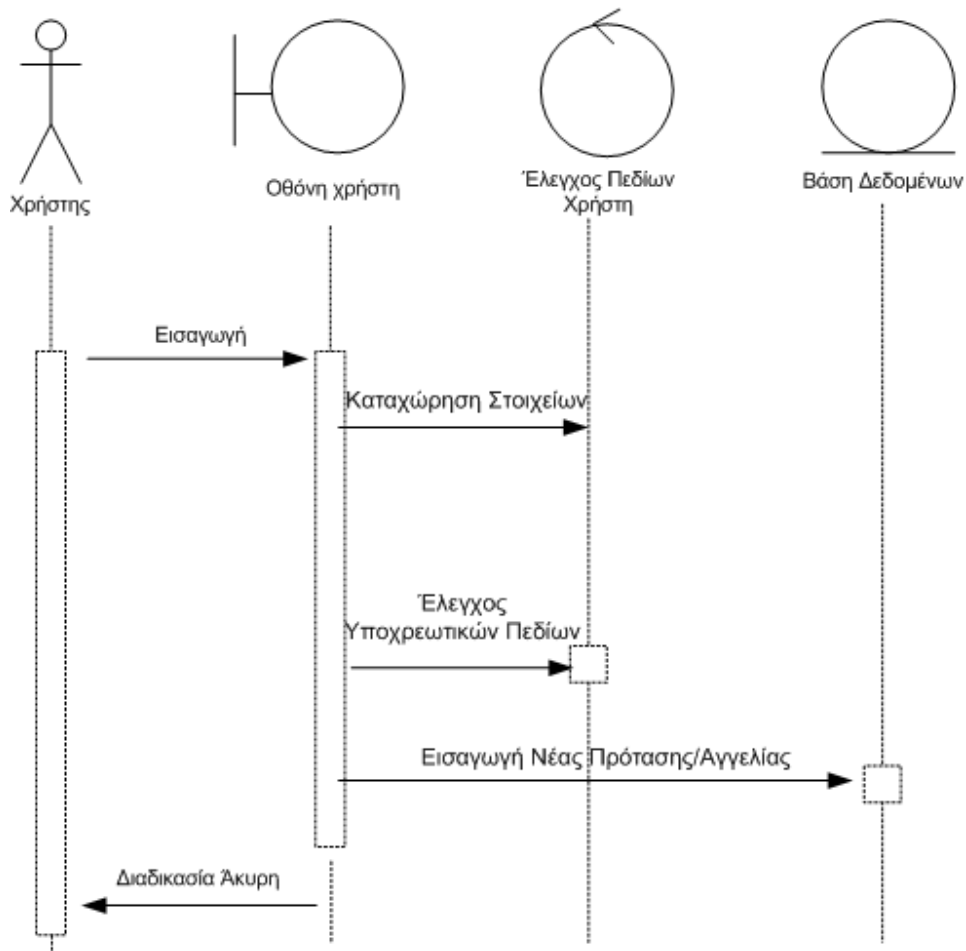 Χρήστης
Οθόνη χρήστη
Έλεγχος Πεδίων
Χρήστη
Βάση Δεδομένων
Εισαγωγή
Καταχώρηση Στοιχείων
Έλεγχος
Υποχρεωτικών Πεδίων
Εισαγωγή Νέας Πρότασης/Αγγελίας
Διαδικασία Άκυρη